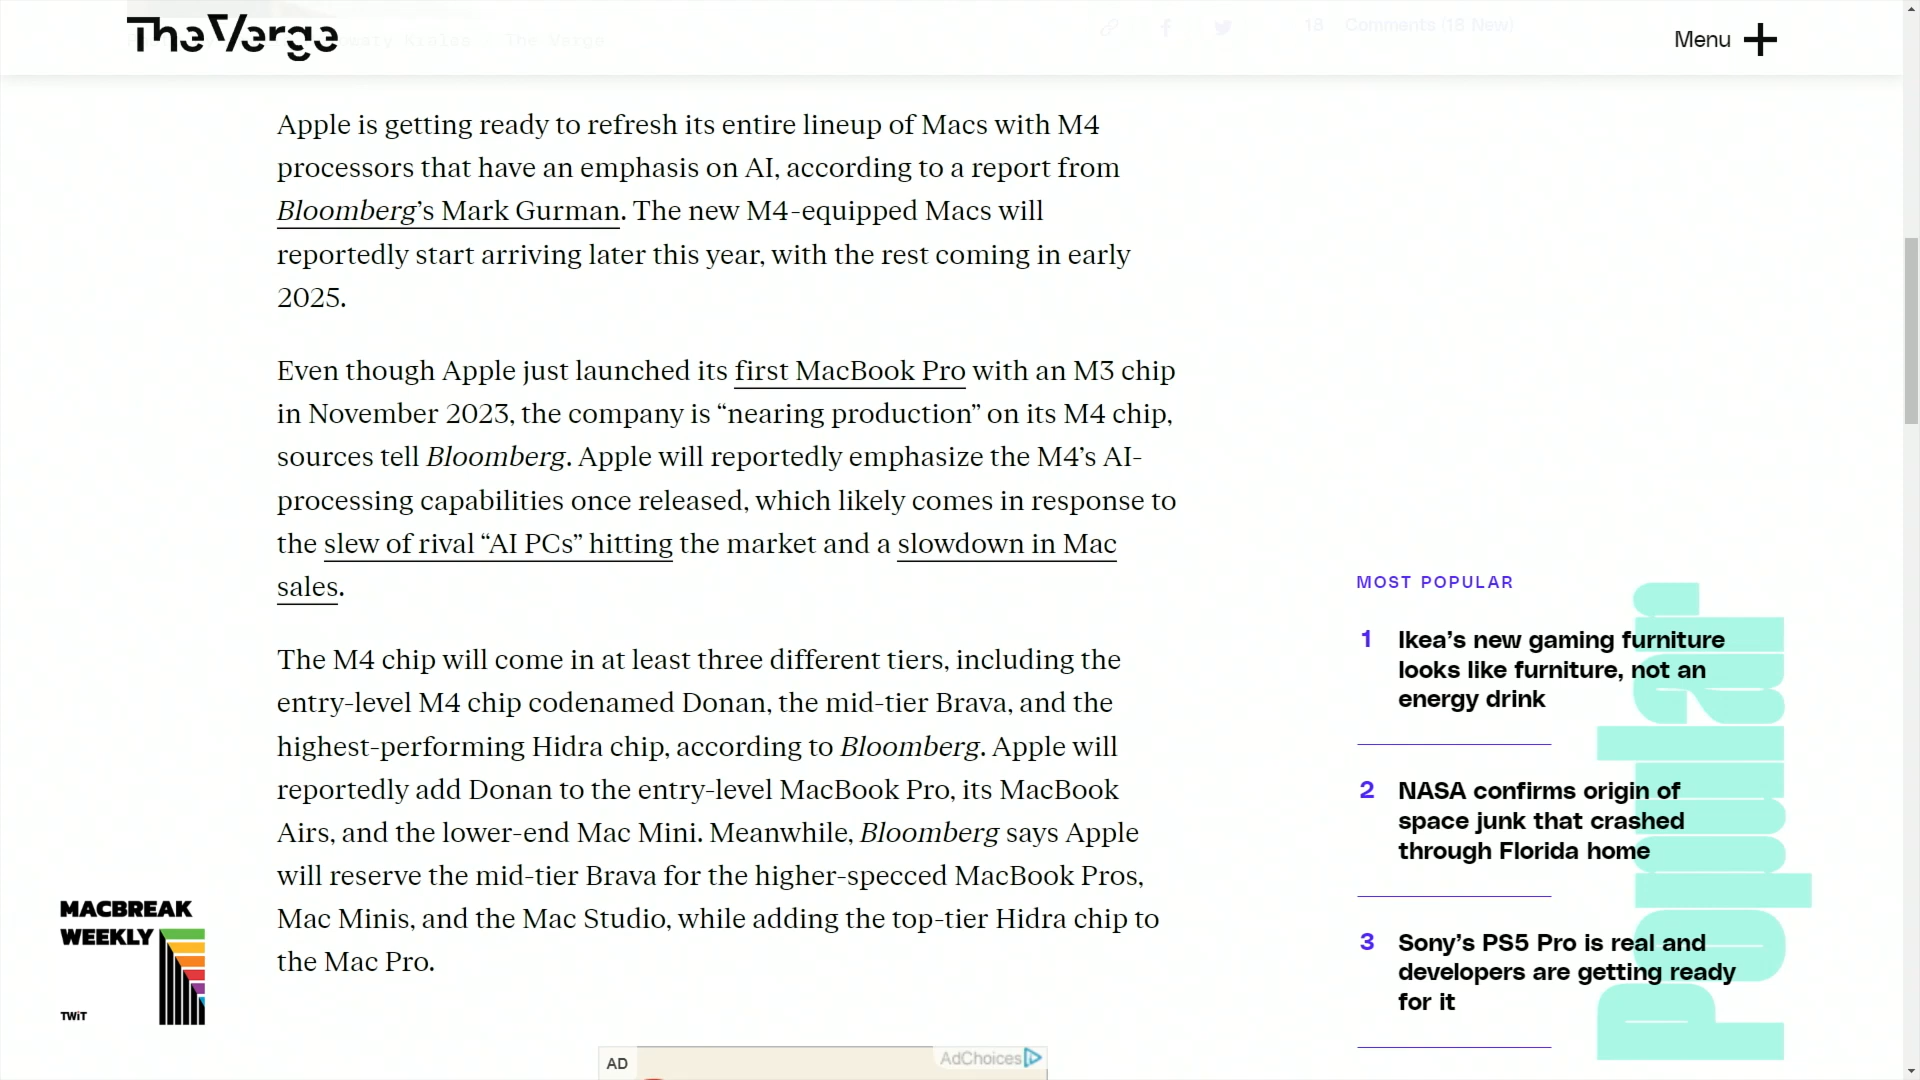 The Verge
18 Comments (18 New)
The Verge
Menu
Apple is getting ready to refresh its entire lineup of Macs with M4
processors that have an emphasis on AI, according to a report from
Bloomberg’s Mark Gurman. The new M4-equipped Macs will
reportedly start arriving later this year, with the rest coming in early
2025.
Even though Apple just launched its first MacBook Pro with an M3 chip
in November 2023, the company is “nearing production” on its M4 chip,
sources tell Bloomberg. Apple will reportedly emphasize the M4’s AI-
processing capabilities once released, which likely comes in response to
the slew of rival “AI PCs” hitting the market and a slowdown in Mac
sales.
The M4 chip will come in at least three different tiers, including the
entry-level M4 chip codenamed Donan, the mid-tier Brava, and the
highest-performing Hidra chip, according to Bloomberg. Apple will
reportedly add Donan to the entry-level MacBook Pro, its MacBook
Airs, and the lower-end Mac Mini. Meanwhile, Bloomberg says Apple
will reserve the mid-tier Brava for the higher-specced MacBook Pros,
Mac Minis, and the Mac Studio, while adding the top-tier Hidra chip to
the Mac Pro.
MOST POPULAR
Popular
1 Ikea’s new gaming furniture
looks like furniture, not an
energy drink
2 NASA confirms origin of
space junk that crashed
through Florida home
3 Sony’s PS5 Pro is real and
developers are getting ready
for it
MACBREAK
WEEKLY
TWiT
AD
AdChoices